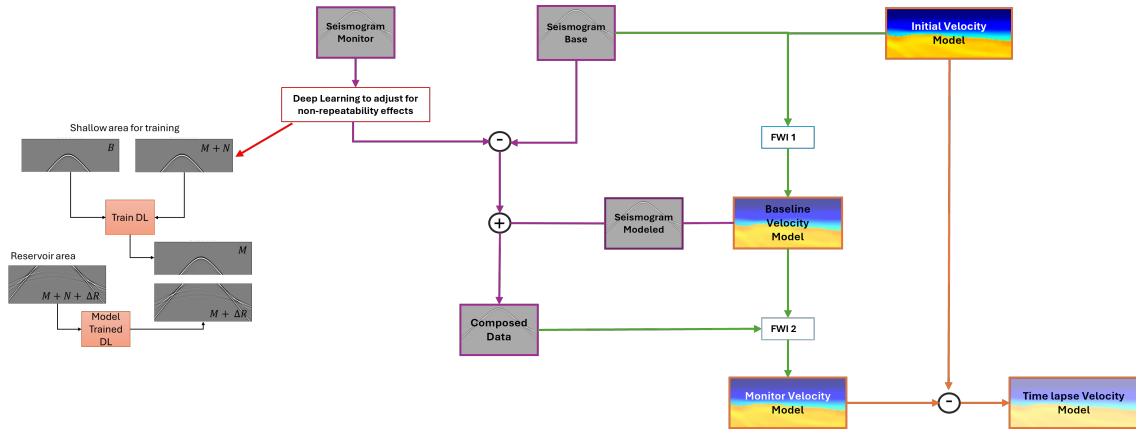 Seismogram
Monitor
Seismogram
Base
Initial Velocity
Model
Deep Learning to adjust for
non-repeatability effects
Shallow area for training
B
M + N
-
FWI 1
Train DL
+
Seismogram
Modeled
Baseline
Velocity
Model
M
Reservoir area
M + N + ΔR
M + ΔR
Model
Trained
DL
Composed
Data
FWI 2
Monitor Velocity
Model
-
Time lapse Velocity
Model